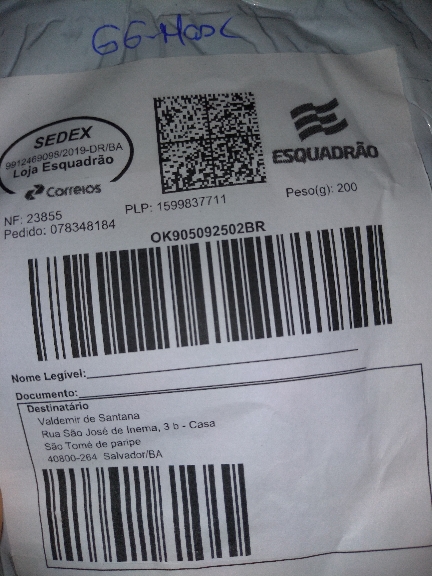 GG-Masc
SEDEX
9912469098/2019-DR/BA
Loja Esquadrão
Correios
ESQUADRÃO
NF: 23855
PLP: 1599837711
Peso(g): 200
Pedido: 078348184
OK905092502BR
Nome Legível:
Documento:
Destinatário
Valdemir de Santana
Rua São José de Inema, 3 b - Casa
São Tomé de paripe
40800-264 Salvador/BA